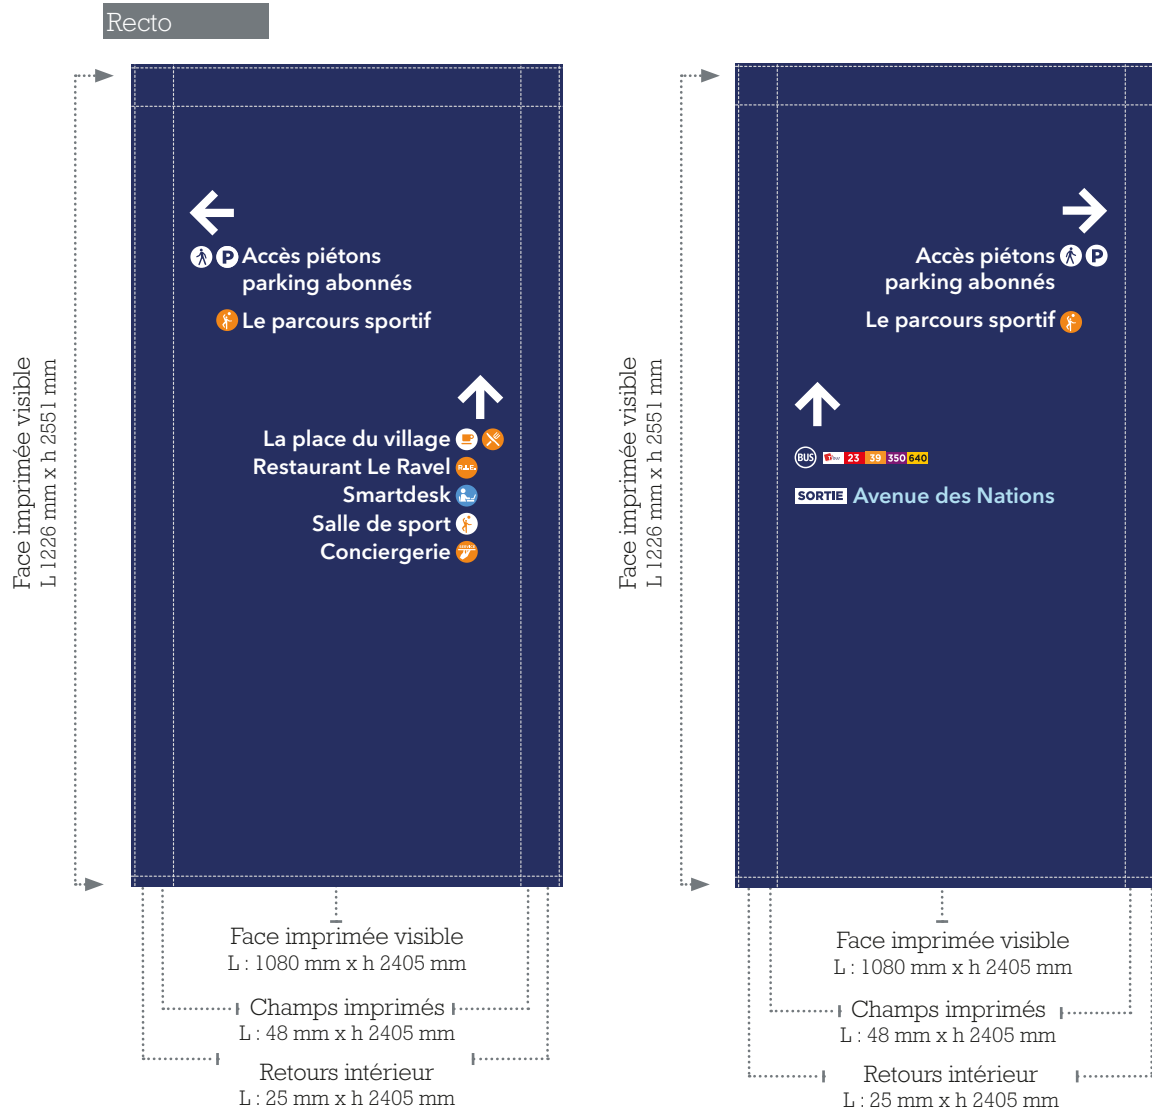 Recto
Face imprimée visible
L 1226 mm x h 2551 mm
P Accès piétons
parking abonnés
Le parcours sportif
La place du village
Restaurant Le Ravel R.I.E.
Smartdesk
Salle de sport
Conciergerie
Face imprimée visible
L : 1080 mm x h 2405 mm
Champs imprimés
L : 48 mm x h 2405 mm
Retours intérieur
L : 25 mm x h 2405 mm
Face imprimée visible
L 1226 mm x h 2551 mm
Accès piétons P
parking abonnés
Le parcours sportif
BUS 23 39 350 640
SORTIE Avenue des Nations
Face imprimée visible
L : 1080 mm x h 2405 mm
Champs imprimés
L : 48 mm x h 2405 mm
Retours intérieur
L : 25 mm x h 2405 mm